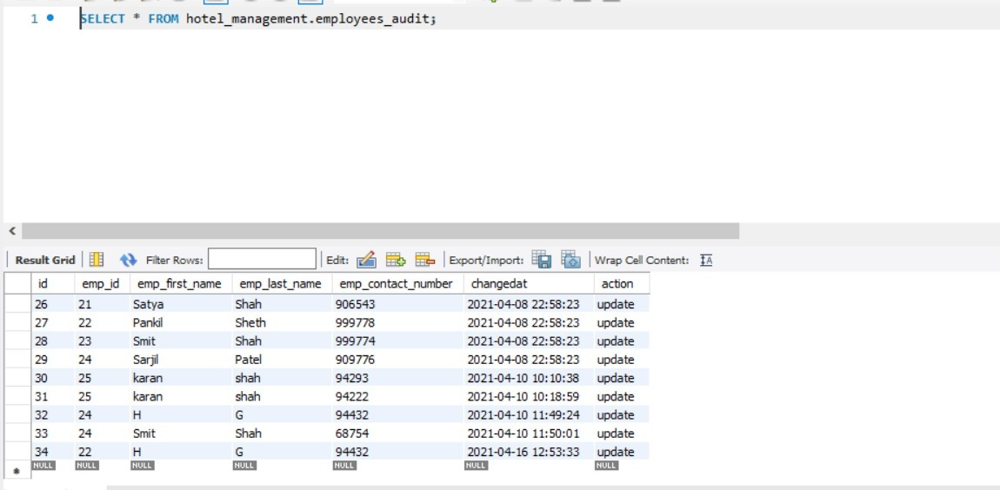 1 SELECT * FROM hotel_management.employees_audit;
Result Grid Filter Rows: Edit: Export/Import: Wrap Cell Content: IA
id emp_id emp_first_name emp_last_name emp_contact_number changedat action
26 21 Satya Shah 906543 2021-04-08 22:58:23 update
27 22 Pankil Sheth 999778 2021-04-08 22:58:23 update
28 23 Smit Shah 999774 2021-04-08 22:58:23 update
29 24 Sarjil Patel 909776 2021-04-08 22:58:23 update
30 25 karan shah 94293 2021-04-10 10:10:38 update
31 25 karan shah 94222 2021-04-10 10:18:59 update
32 24 H G 94432 2021-04-10 11:49:24 update
33 24 Smit Shah 68754 2021-04-10 11:50:01 update
34 22 H G 94432 2021-04-16 12:53:33 update
* NULL NULL NULL NULL NULL NULL NULL